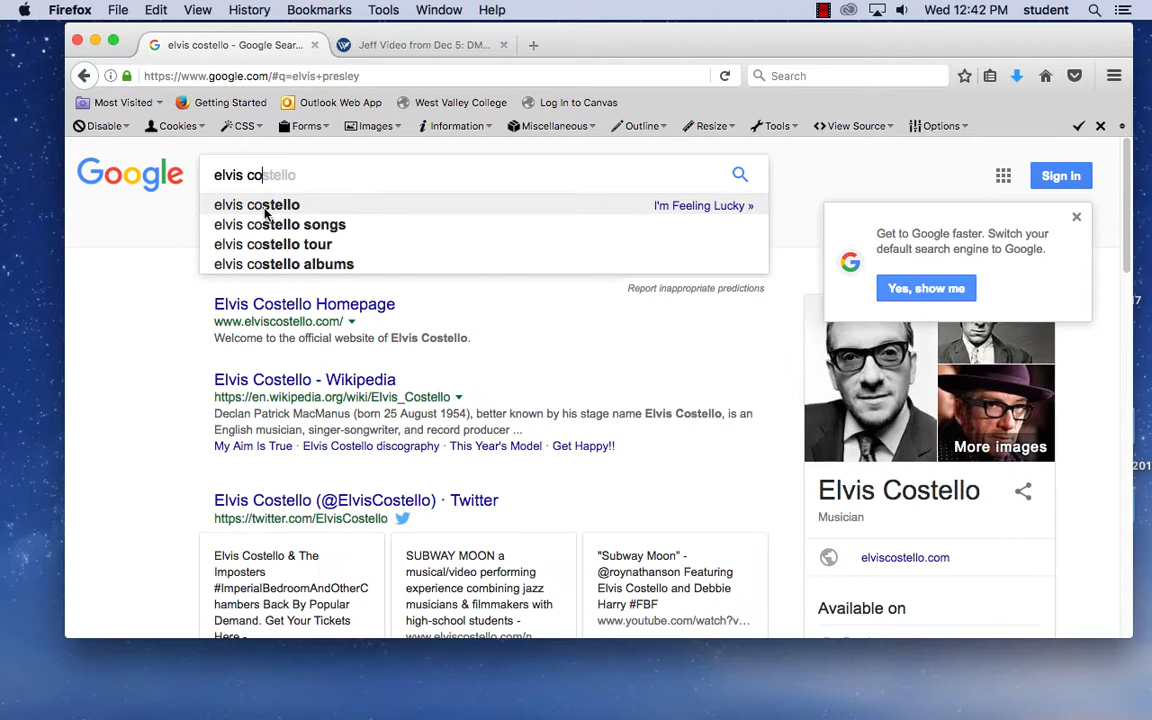 Firefox File Edit View History Bookmarks Tools Window Help Wed 12:42 PM student
elvis costello - Google Sear... Jeff Video from Dec 5: DM...
https://www.google.com/#q=elvis+presley Search
Most Visited Getting Started Outlook Web App West Valley College Log In to Canvas
Disable Cookies CSS Forms Images Information Miscellaneous Outline Resize Tools View Source Options
Google elvis costello Sign in
elvis costello I'm Feeling Lucky »
elvis costello songs
elvis costello tour
elvis costello albums
Report inappropriate predictions
Get to Google faster. Switch your
default search engine to Google.
Yes, show me
Elvis Costello Homepage
www.elviscostello.com/
Welcome to the official website of Elvis Costello.
Elvis Costello - Wikipedia
https://en.wikipedia.org/wiki/Elvis_Costello
Declan Patrick MacManus (born 25 August 1954), better known by his stage name Elvis Costello, is an
English musician, singer-songwriter, and record producer ...
My Aim Is True · Elvis Costello discography · This Year's Model · Get Happy!!
Elvis Costello (@ElvisCostello) · Twitter
https://twitter.com/ElvisCostello
Elvis Costello & The
Imposters
#ImperialBedroomAndOtherC
hambers Back By Popular
Demand. Get Your Tickets
Here -
SUBWAY MOON a
musical/video performing
experience combining jazz
musicians & filmmakers with
high-school students -
www.elviscostello.com/n
"Subway Moon" -
@roynathanson Featuring
Elvis Costello and Debbie
Harry #FBF
www.youtube.com/watch?v...
More images
Elvis Costello
Musician
elviscostello.com
Available on